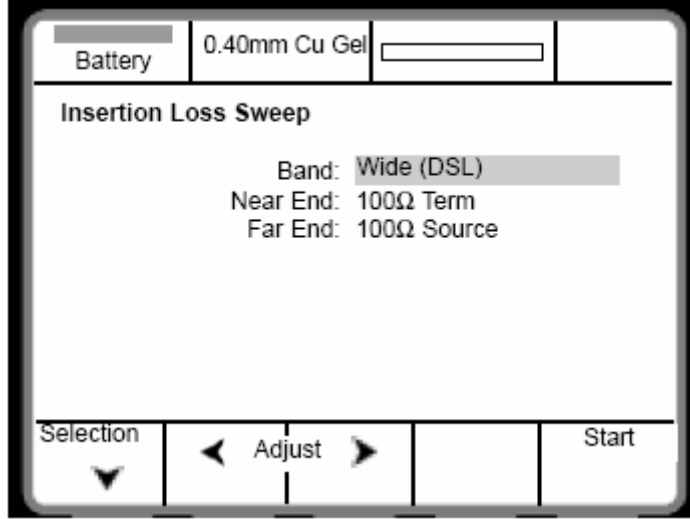 Battery
0.40mm Cu Gel
Insertion Loss Sweep
Band: Wide (DSL)
Near End: 100Ω Term
Far End: 100Ω Source
Selection
Adjust
Start